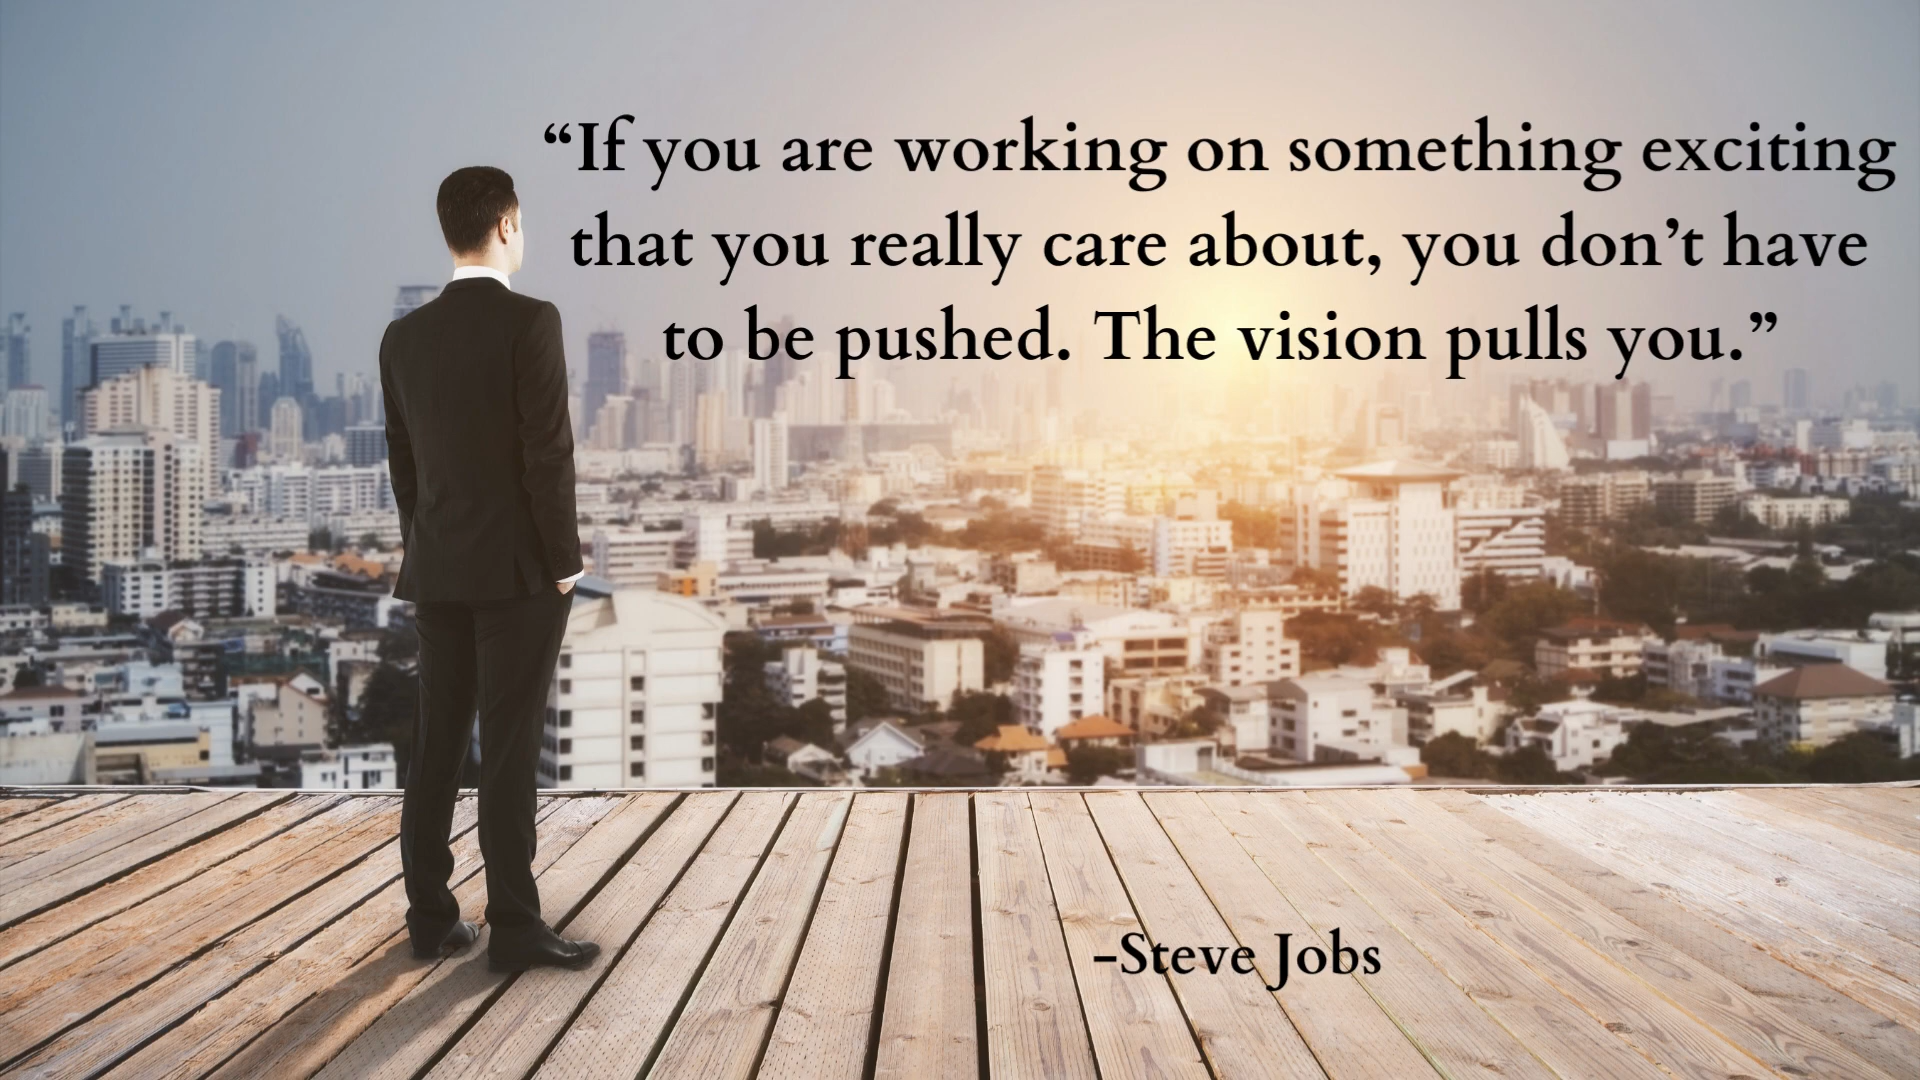 “If you are working on something exciting
that you really care about, you don’t have
to be pushed. The vision pulls you.”
-Steve Jobs